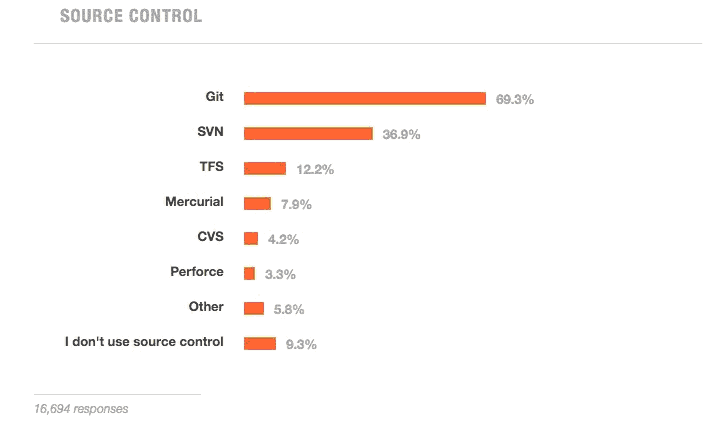 SOURCE CONTROL
Git 69.3%
SVN 36.9%
TFS 12.2%
Mercurial 7.9%
CVS 4.2%
Perforce 3.3%
Other 5.8%
I don't use source control 9.3%
16,694 responses